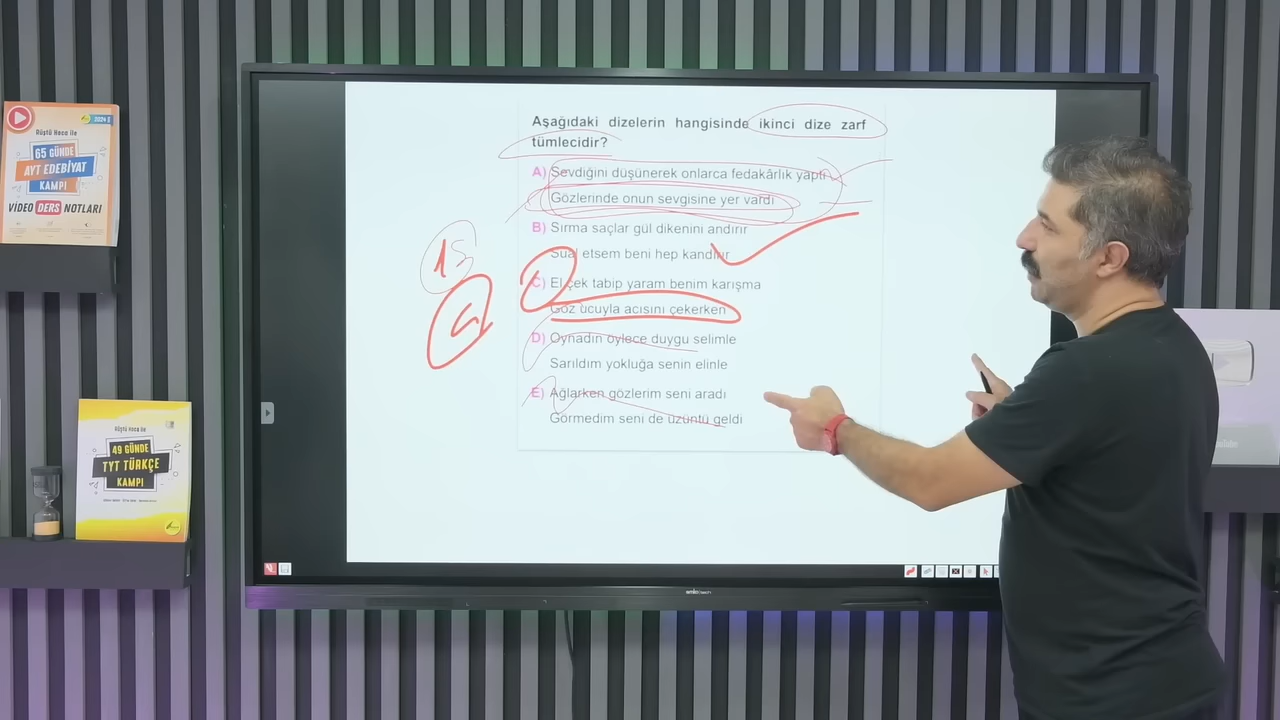 Aşağıdaki dizelerin hangisinde ikinci dize zarf
tümlecidir?
A) Sevdiğini düşünerek onlarca fedakârlık yaptı
Gözlerinde onun sevgisine yer vardı
B) Sırma saçlar gül dikenini andırır
Sual etsem beni hep kandırır
C) El çek tabip yaram benim karışma
Göz ucuyla acısını çekerken
D) Oynadın öylece duygu selimle
Sarıldım yokluğa senin elinle
E) Ağlarken gözlerim seni aradı
Görmedim seni de üzüntü geldi
Rüştü Hoca ile
65 GÜNDE
AYT EDEBİYAT
KAMPI
VİDEO DERS NOTLARI
Rüştü Hoca ile
49 GÜNDE
TYT TÜRKÇE
KAMPI